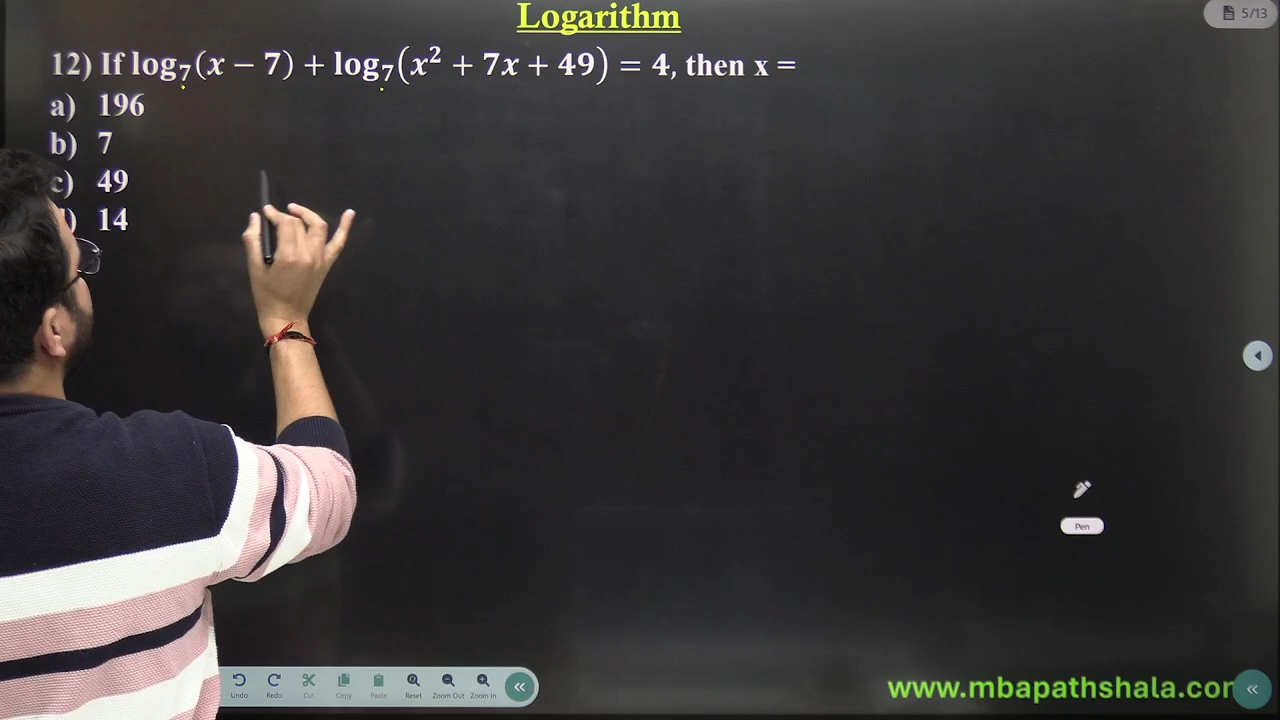 Logarithm
5/13
12) If log₇(x − 7) + log₇(x² + 7x + 49) = 4, then x =
a) 196
b) 7
c) 49
) 14
Pen
Undo Redo Cut Copy Paste Reset Zoom Out Zoom In
www.mbapathshala.com